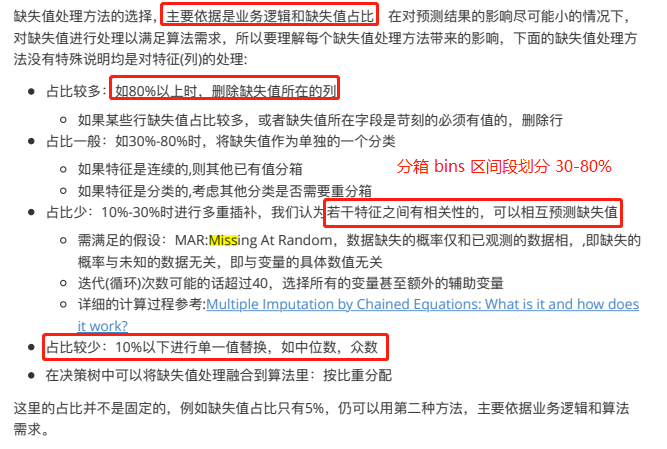 缺失值处理方法的选择, 主要依据是业务逻辑和缺失值占比 在对预测结果的影响尽可能小的情况下，
对缺失值进行处理以满足算法需求，所以要理解每个缺失值处理方法带来的影响，下面的缺失值处理方
法没有特殊说明均是对特征(列)的处理:
占比较多：如80%以上时，删除缺失值所在的列
如果某些行缺失值占比较多，或者缺失值所在字段是苛刻的必须有值的，删除行
占比一般：如30%-80%时，将缺失值作为单独的一个分类
如果特征是连续的,则其他已有值分箱
分箱 bins 区间段划分 30-80%
如果特征是分类的,考虑其他分类是否需要重分箱
占比少：10%-30%时进行多重插补，我们认为若干特征之间有相关性的，可以相互预测缺失值
需满足的假设：MAR:Missing At Random，数据缺失的概率仅和已观测的数据相，,即缺失的
概率与未知的数据无关，即与变量的具体数值无关
迭代(循环)次数可能的话超过40，选择所有的变量甚至额外的辅助变量
详细的计算过程参考:Multiple Imputation by Chained Equations: What is it and how does
it work?
占比较少：10%以下进行单一值替换，如中位数，众数
在决策树中可以将缺失值处理融合到算法里：按比重分配
这里的占比并不是固定的，例如缺失值占比只有5%，仍可以用第二种方法，主要依据业务逻辑和算法
需求。